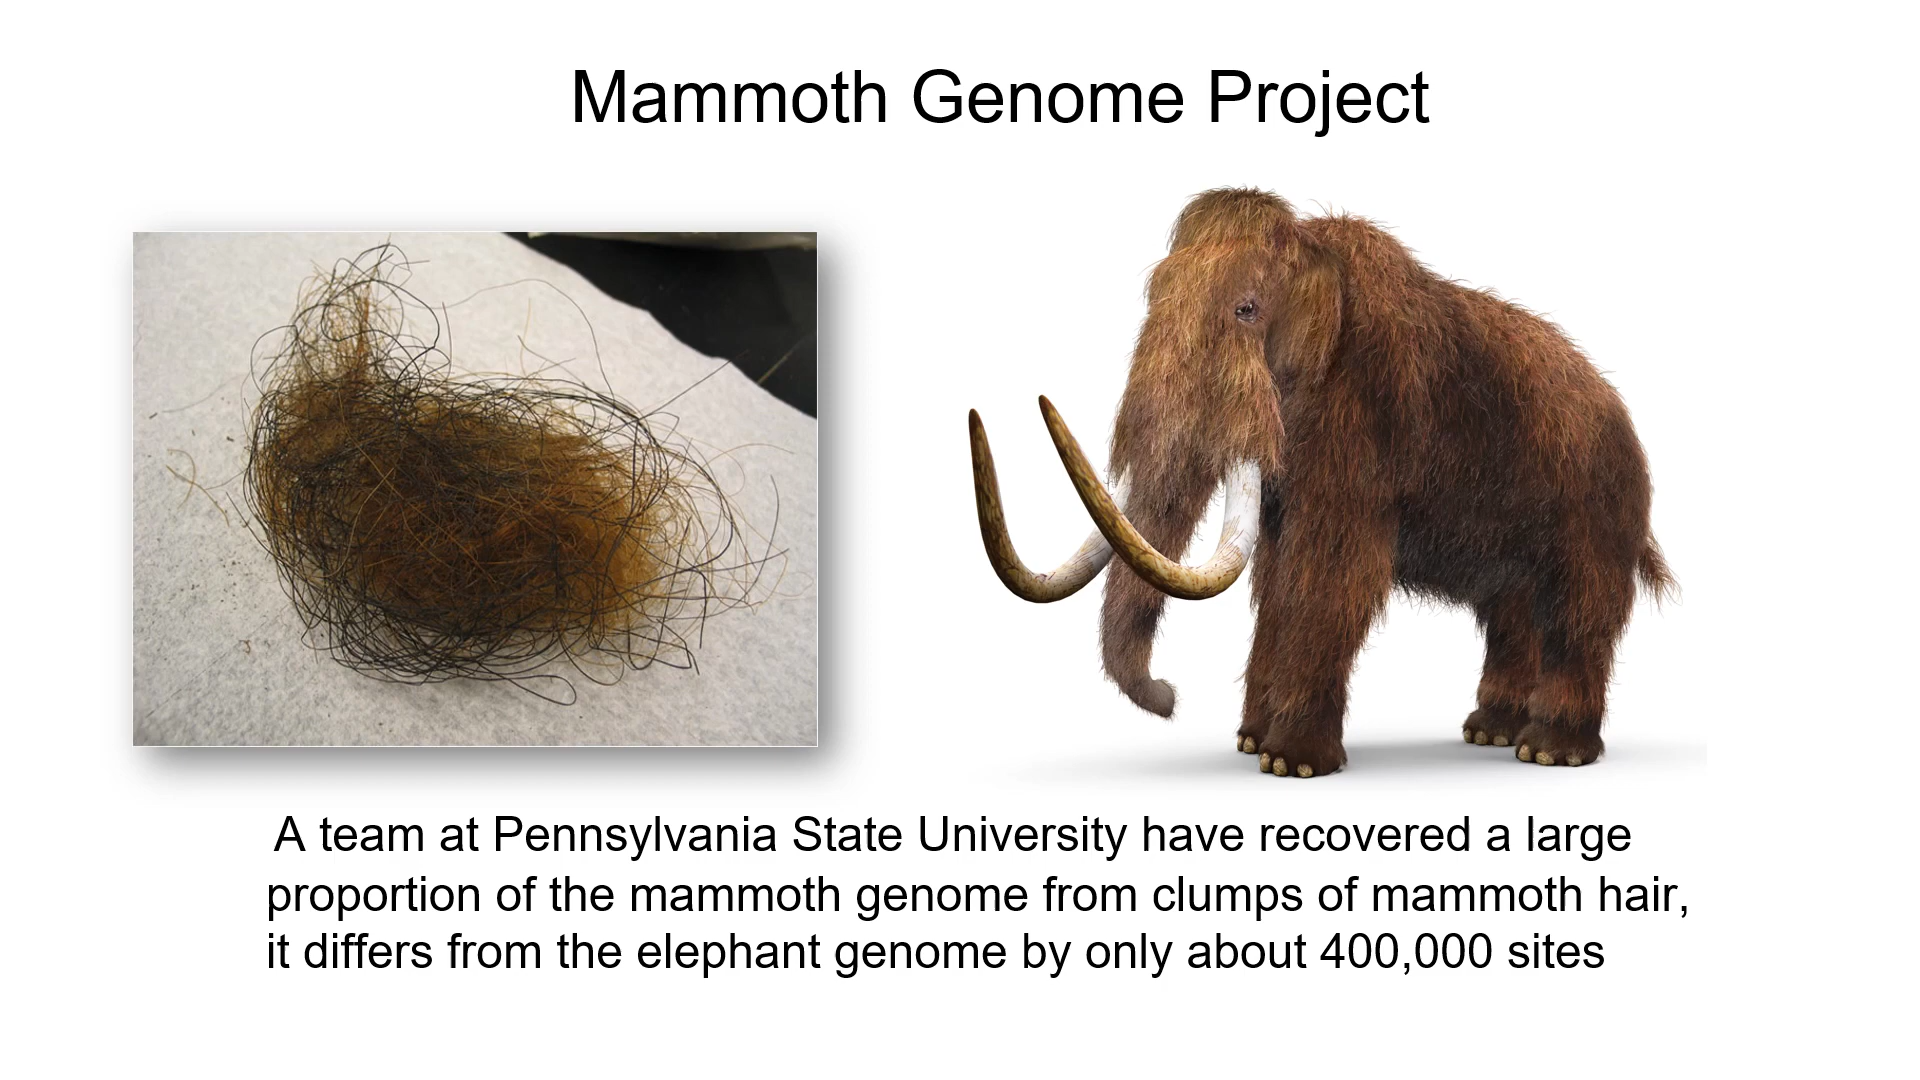 Mammoth Genome Project
A team at Pennsylvania State University have recovered a large
proportion of the mammoth genome from clumps of mammoth hair,
it differs from the elephant genome by only about 400,000 sites